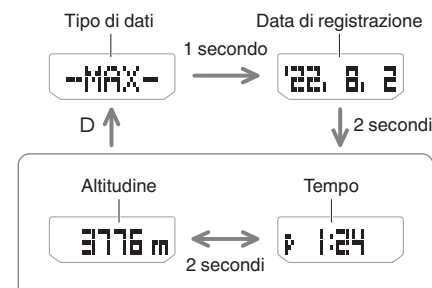 Tipo di dati
Data di registrazione
1 secondo
--MAX-
'22. 8. 2
D
2 secondi
Altitudine
Tempo
3776 m
P 1:24
2 secondi